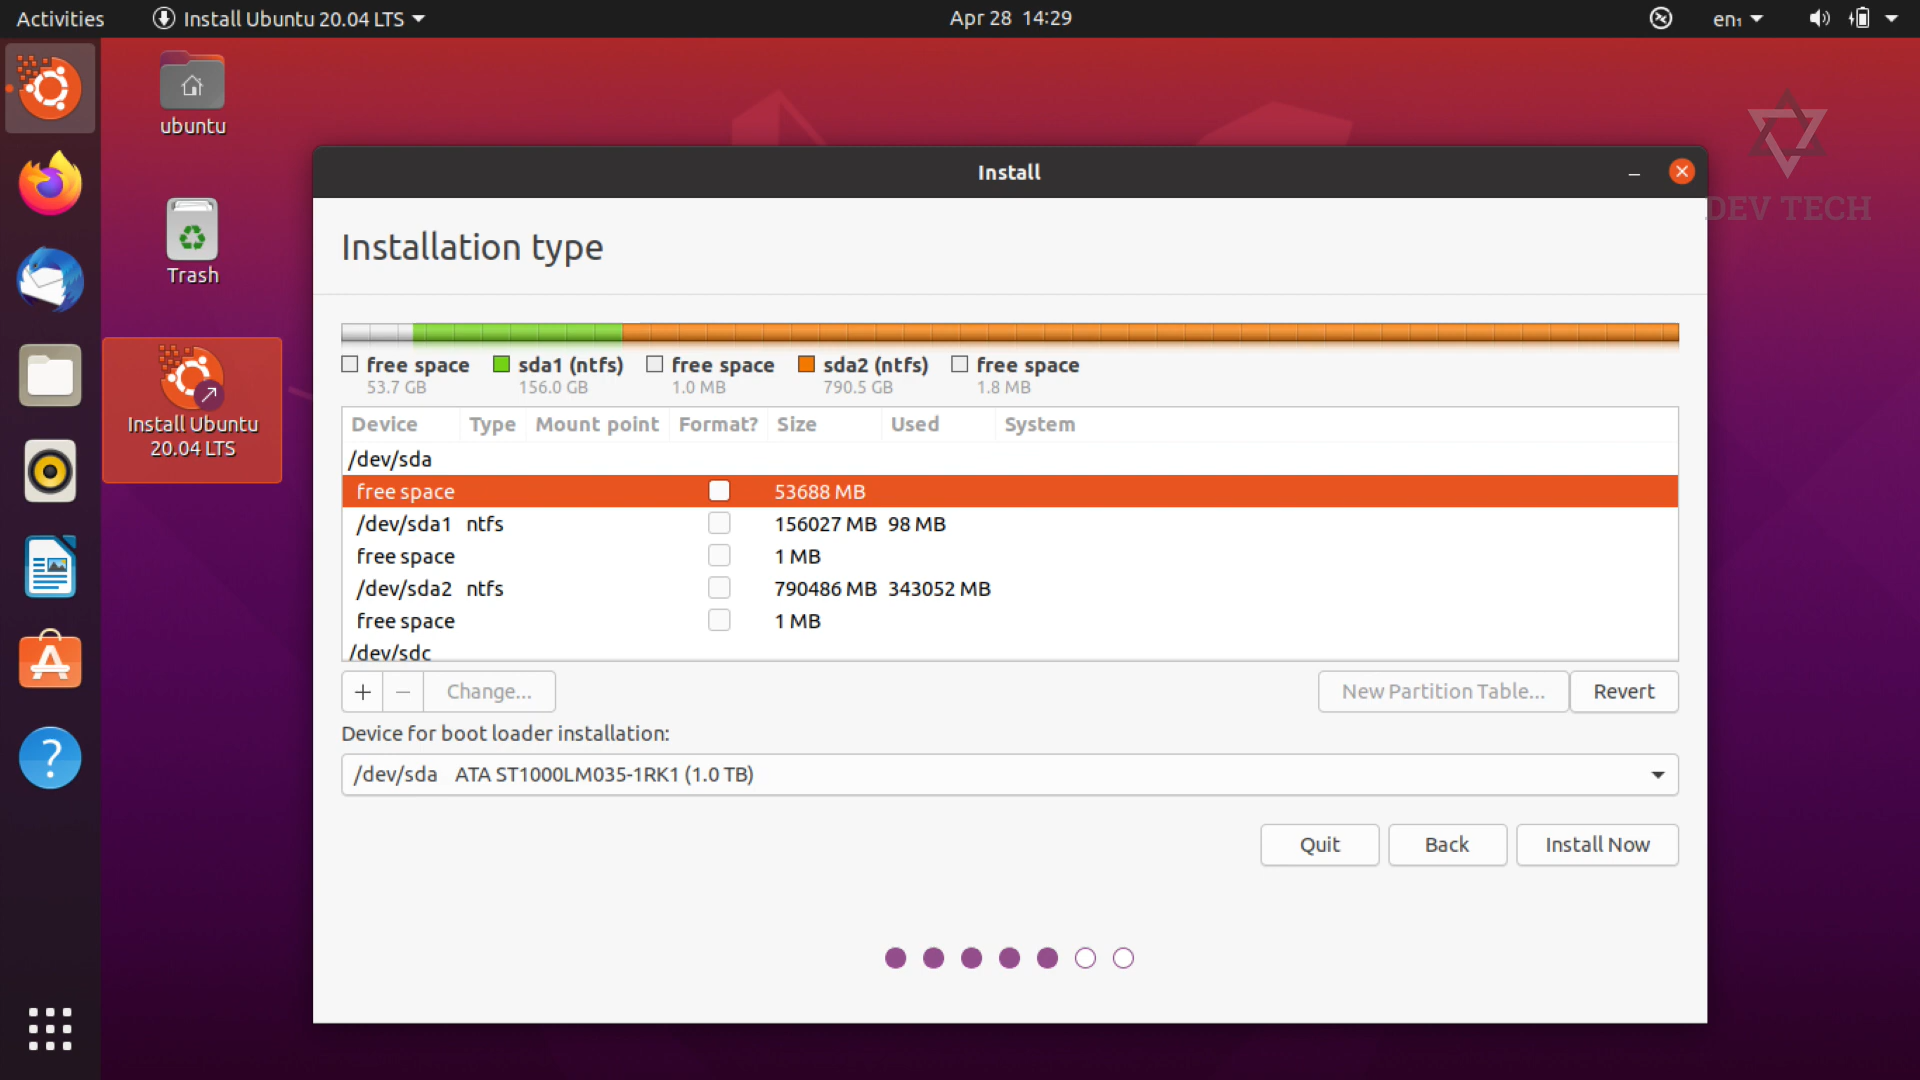 Activities
Install Ubuntu 20.04 LTS
Apr 28 14:29
en₁
ubuntu
Trash
Install Ubuntu
20.04 LTS
DEV TECH
Install
Installation type
free space
53.7 GB
sda1 (ntfs)
156.0 GB
free space
1.0 MB
sda2 (ntfs)
790.5 GB
free space
1.8 MB
Device Type Mount point Format? Size Used System
/dev/sda
free space 53688 MB
/dev/sda1 ntfs 156027 MB 98 MB
free space 1 MB
/dev/sda2 ntfs 790486 MB 343052 MB
free space 1 MB
/dev/sdc
+ − Change...
New Partition Table... Revert
Device for boot loader installation:
/dev/sda ATA ST1000LM035-1RK1 (1.0 TB)
Quit Back Install Now